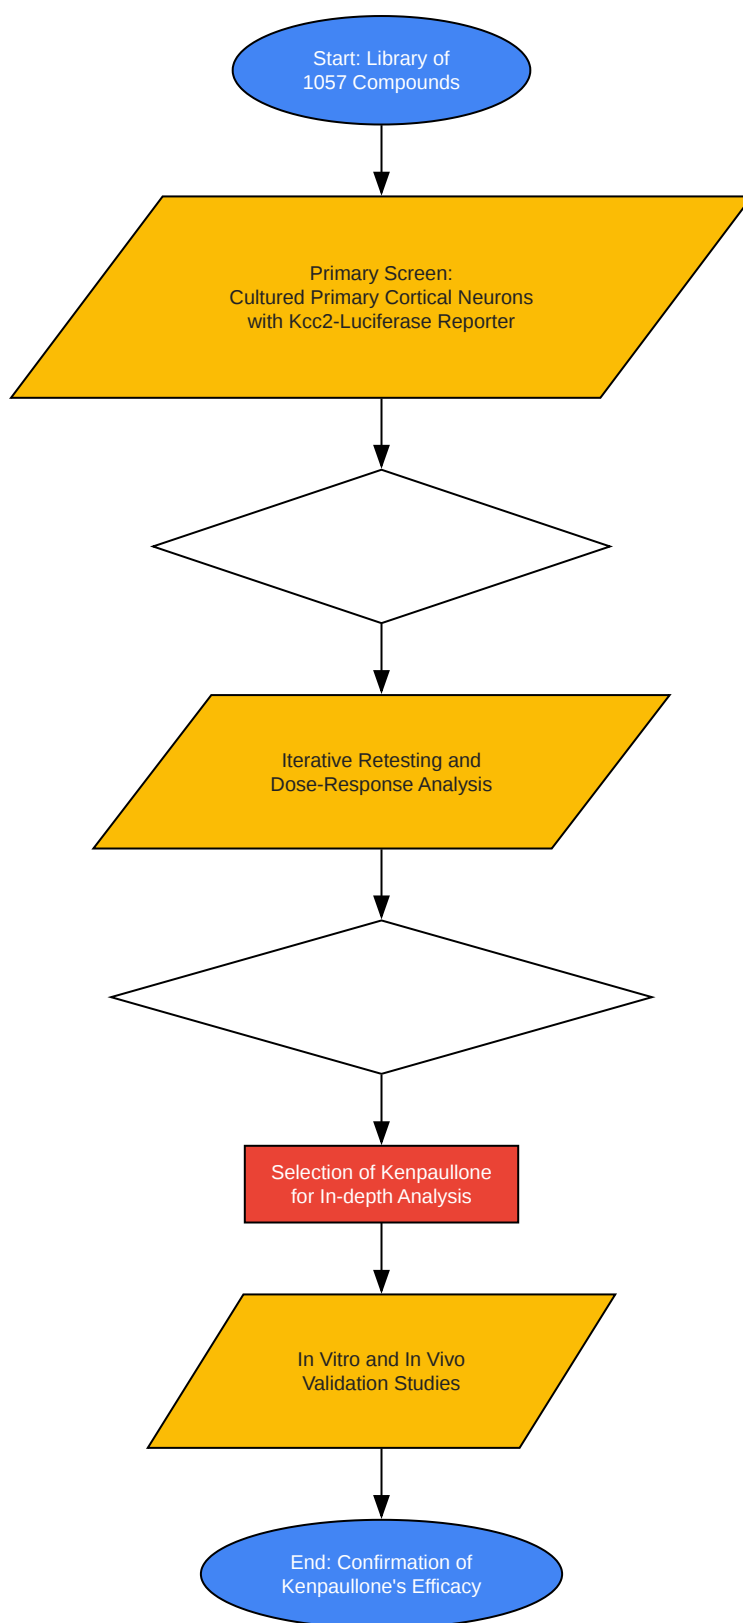 Start: Library of
1057 Compounds
Primary Screen:
Cultured Primary Cortical Neurons
with Kcc2-Luciferase Reporter
Iterative Retesting and
Dose-Response Analysis
Selection of Kenpaullone
for In-depth Analysis
In Vitro and In Vivo
Validation Studies
End: Confirmation of
Kenpaullone's Efficacy